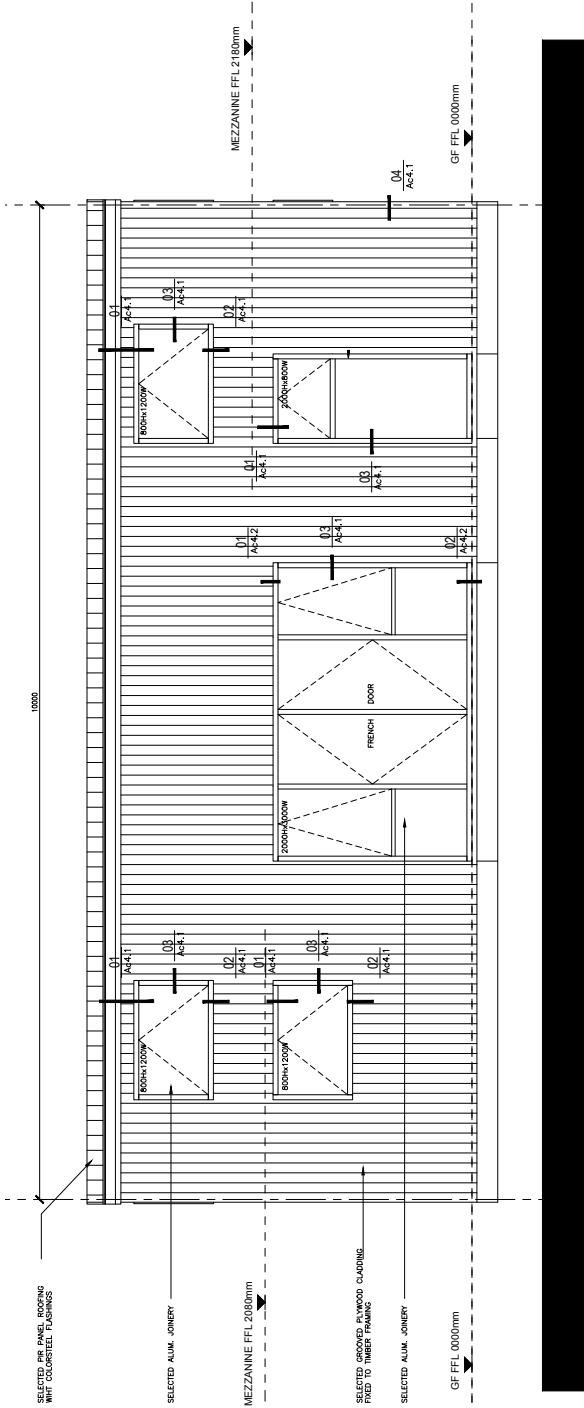 10000
SELECTED PIR PANEL ROOFING
WHT COLORSTEEL FLASHINGS
01
Ac4.1
01
Ac4.1
800Hx1200W
800Hx1200W
SELECTED ALUM. JOINERY
03
Ac4.1
03
Ac4.1
02
Ac4.1
02
Ac4.1
MEZZANINE FFL 2180mm
MEZZANINE FFL 2080mm
01
Ac4.1
01
Ac4.2
01
Ac4.1
800Hx1200W
2000Hx3000W
2000Hx800W
03
Ac4.1
03
Ac4.1
03
Ac4.1
02
Ac4.1
FRENCH DOOR
SELECTED GROOVED PLYWOOD CLADDING
FIXED TO TIMBER FRAMING
04
Ac4.1
SELECTED ALUM. JOINERY
02
Ac4.2
GF FFL 0000mm
GF FFL 0000mm